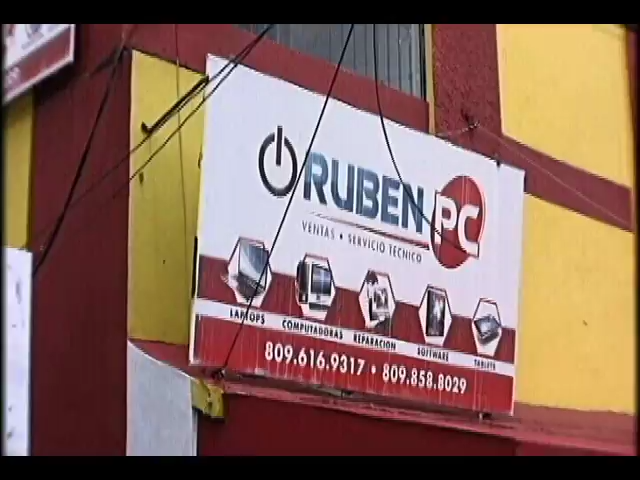 RUBEN PC
VENTAS • SERVICIO TECNICO
LAPTOPS COMPUTADORAS REPARACION SOFTWARE TABLETS
809.616.9317 • 809.858.8029